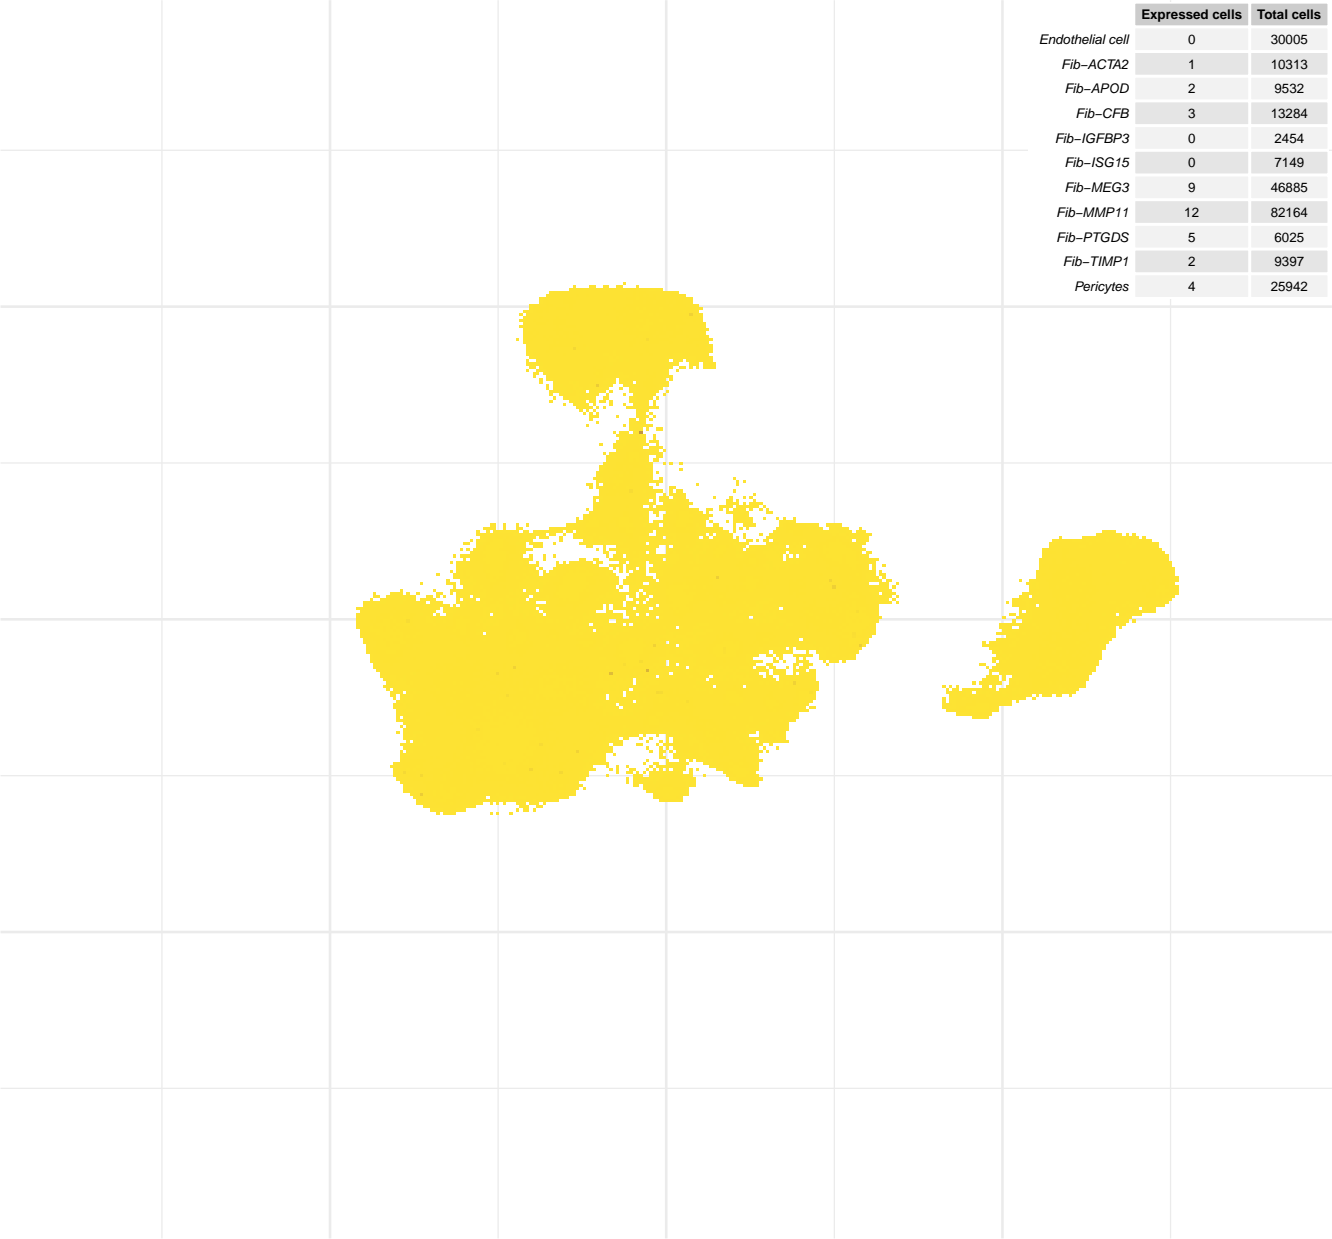 Expressed cells Total cells
Endothelial cell 0 30005
Fib−ACTA2 1 10313
Fib−APOD 2 9532
Fib−CFB 3 13284
Fib−IGFBP3 0 2454
Fib−ISG15 0 7149
Fib−MEG3 9 46885
Fib−MMP11 12 82164
Fib−PTGDS 5 6025
Fib−TIMP1 2 9397
Pericytes 4 25942